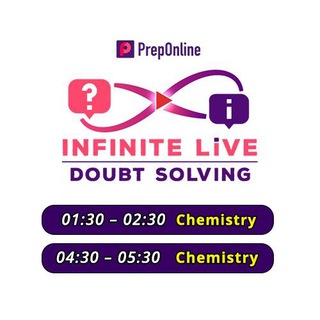 PrepOnline
?
i
INFINITE LiVE
DOUBT SOLVING
01:30 – 02:30 Chemistry
04:30 – 05:30 Chemistry